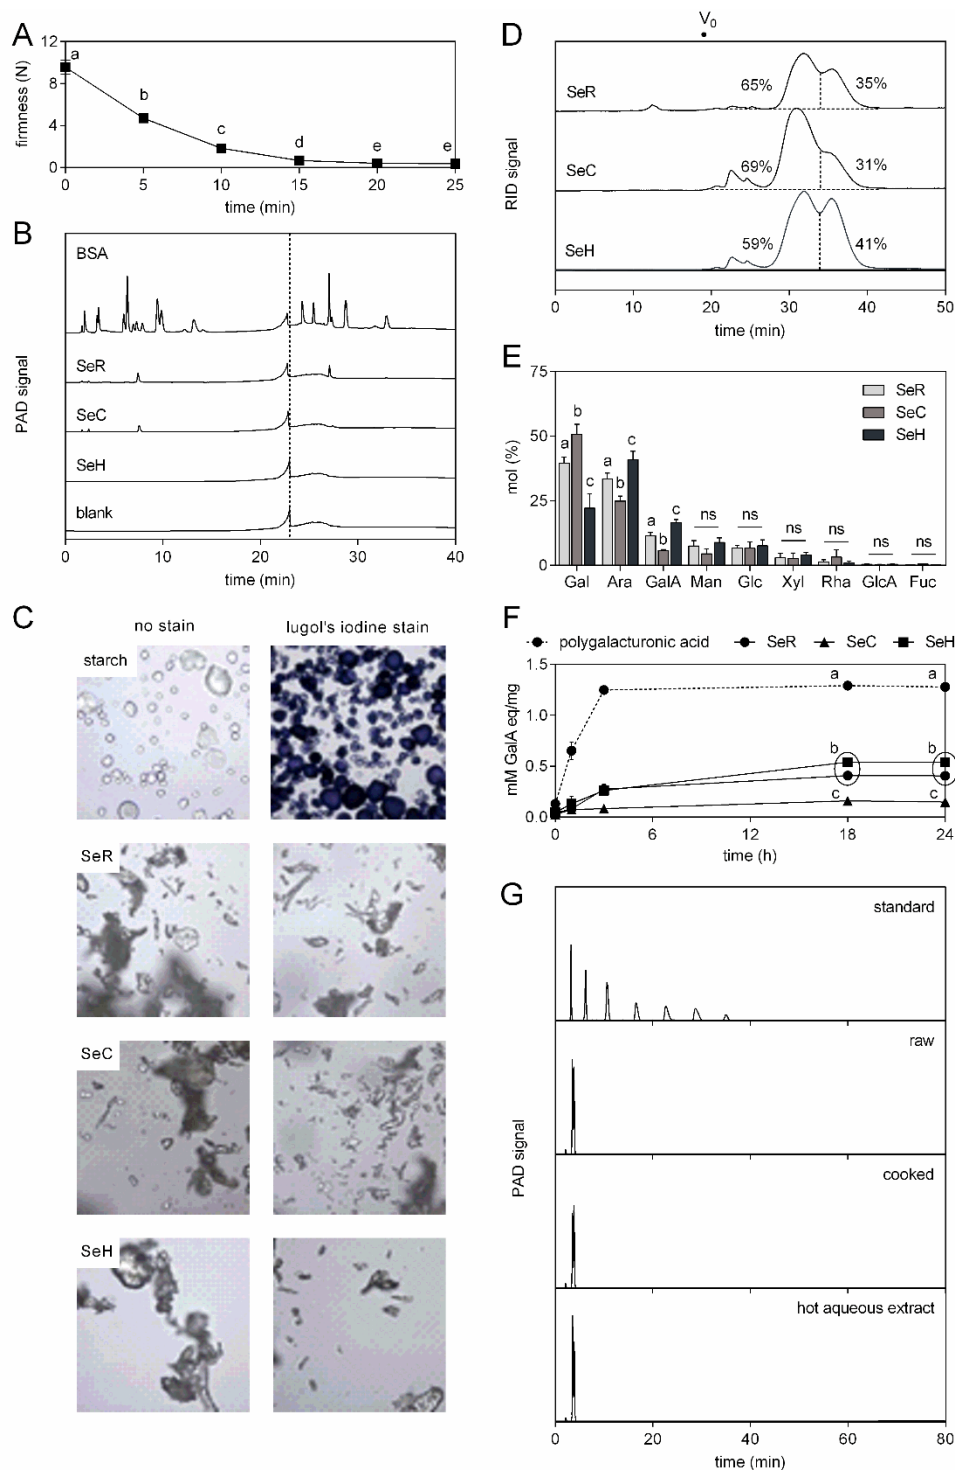 A
firmness (N)
12
8
4
0
a
b
c
d
e
e
0
5
10
15
20
25
time (min)
B
PAD signal
BSA
SeR
SeC
SeH
blank
0
10
20
30
40
time (min)
C
no stain
lugol's iodine stain
starch
SeR
SeC
SeH
D
V0
RID signal
SeR
65%
35%
SeC
69%
31%
SeH
59%
41%
0
10
20
30
40
50
time (min)
E
mol (%)
75
50
25
0
SeR
SeC
SeH
a
b
c
a
b
c
a
b
c
ns
ns
ns
ns
ns
ns
Gal Ara GalA Man Glc Xyl Rha GlcA Fuc
F
polygalacturonic acid
SeR
SeC
SeH
mM GalA eq/mg
1.5
1.0
0.5
0.0
a
a
b
b
c
c
0
6
12
18
24
time (h)
G
PAD signal
standard
raw
cooked
hot aqueous extract
0
20
40
60
80
time (min)